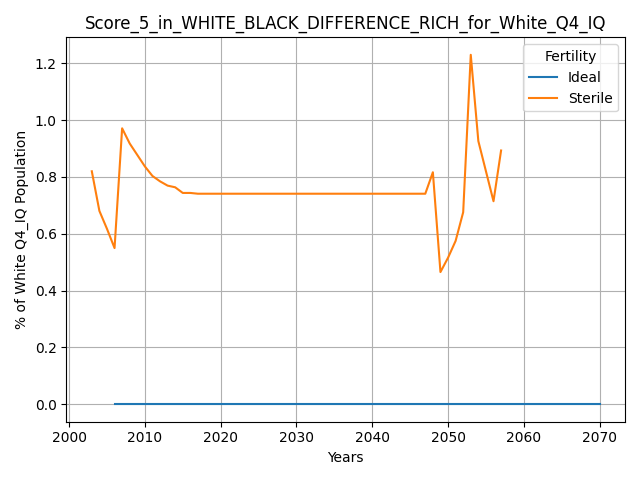 Score_5_in_WHITE_BLACK_DIFFERENCE_RICH_for_White_Q4_IQ
Fertility
Ideal
Sterile
% of White Q4_IQ Population
1.2
1.0
0.8
0.6
0.4
0.2
0.0
2000 2010 2020 2030 2040 2050 2060 2070
Years